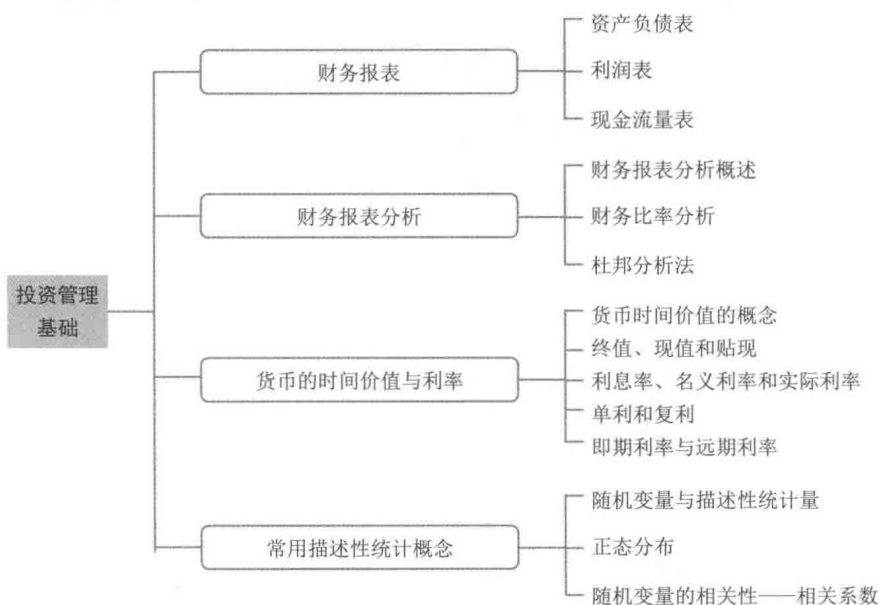 投资管理
基础
财务报表
资产负债表
利润表
现金流量表
财务报表分析
财务报表分析概述
财务比率分析
杜邦分析法
货币的时间价值与利率
货币时间价值的概念
终值、现值和贴现
利息率、名义利率和实际利率
单利和复利
即期利率与远期利率
常用描述性统计概念
随机变量与描述性统计量
正态分布
随机变量的相关性——相关系数